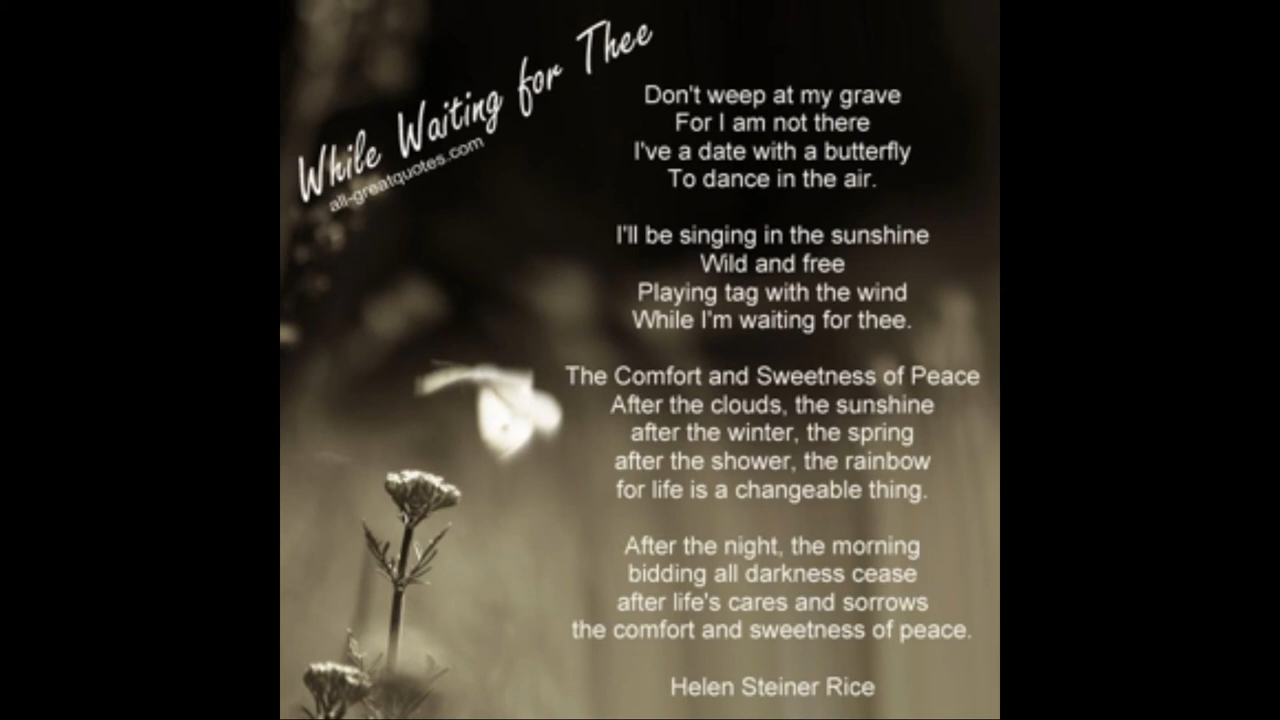 While Waiting for Thee
all-greatquotes.com
Don't weep at my grave
For I am not there
I've a date with a butterfly
To dance in the air.
I'll be singing in the sunshine
Wild and free
Playing tag with the wind
While I'm waiting for thee.
The Comfort and Sweetness of Peace
After the clouds, the sunshine
after the winter, the spring
after the shower, the rainbow
for life is a changeable thing.
After the night, the morning
bidding all darkness cease
after life's cares and sorrows
the comfort and sweetness of peace.
Helen Steiner Rice